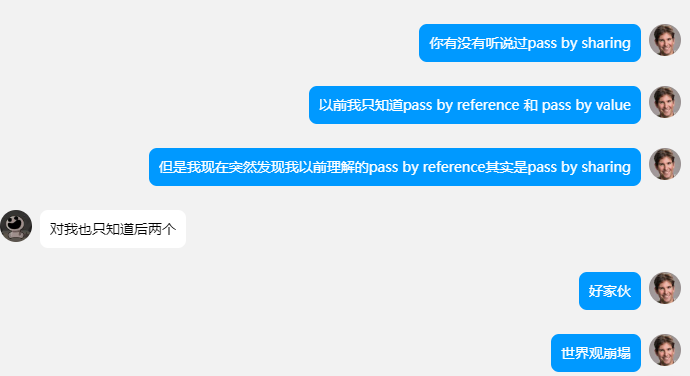 你有没有听说过pass by sharing
以前我只知道pass by reference 和 pass by value
但是我现在突然发现我以前理解的pass by reference其实是pass by sharing
对我也只知道后两个
好家伙
世界观崩塌